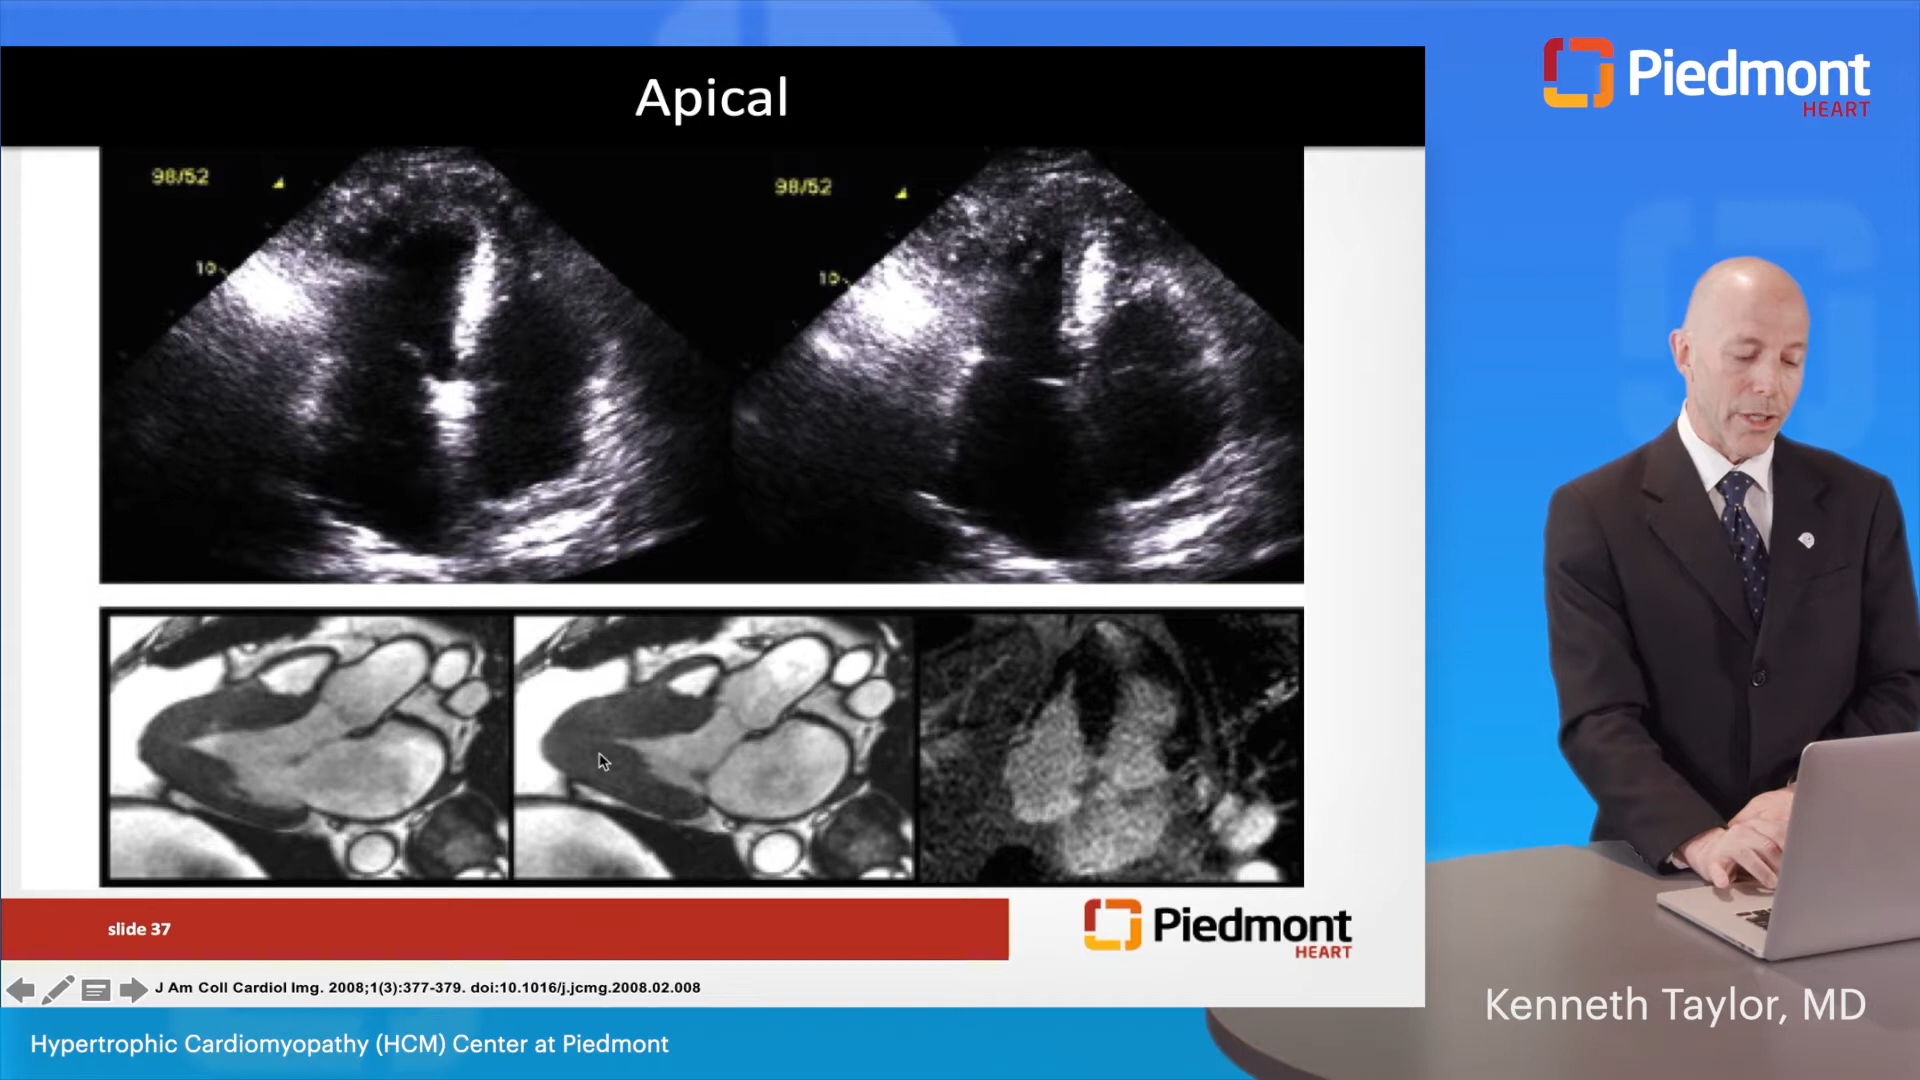 Apical
Piedmont
HEART
98/52
98/52
10
10
slide 37
Piedmont
HEART
J Am Coll Cardiol Img. 2008;1(3):377-379. doi:10.1016/j.jcmg.2008.02.008
Kenneth Taylor, MD
Hypertrophic Cardiomyopathy (HCM) Center at Piedmont